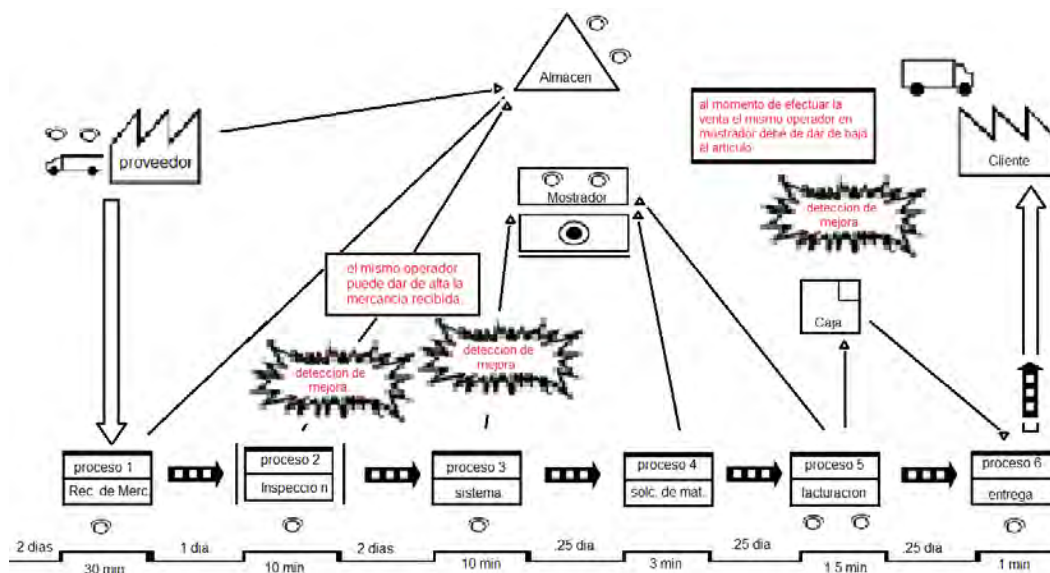 Almacen
al momento de efectuar la
venta el mismo operador en
mostrador debe de dar de baja
el articulo
proveedor
Cliente
Mostrador
deteccion de
mejora
el mismo operador
puede dar de alta la
mercancia recibida
Caja
deteccion de
mejora
deteccion de
mejora
proceso 1
Rec. de Merc.
proceso 2
Inspeccion
proceso 3
sistema
proceso 4
solc. de mat.
proceso 5
facturacion
proceso 6
entrega
2 dias
30 min
1 dia
10 min
2 dias
10 min
.25 dia
3 min
.25 dia
1.5 min
.25 dia
1 min